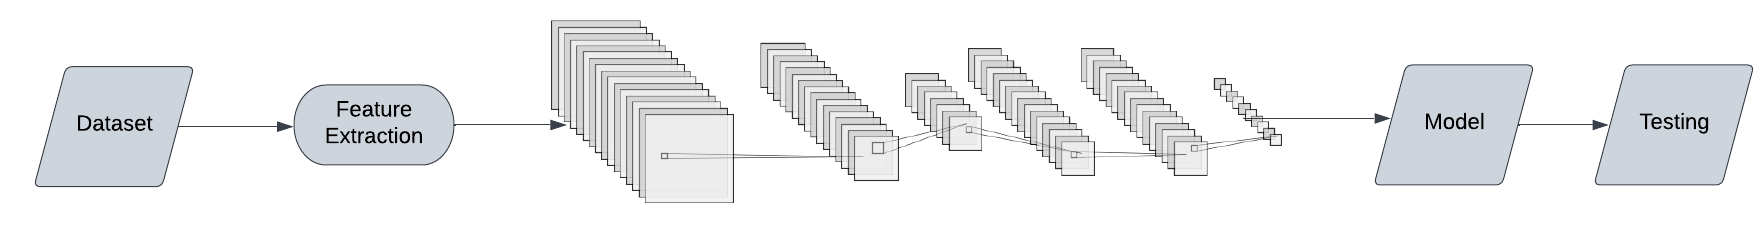 Dataset
Feature
Extraction
Model
Testing